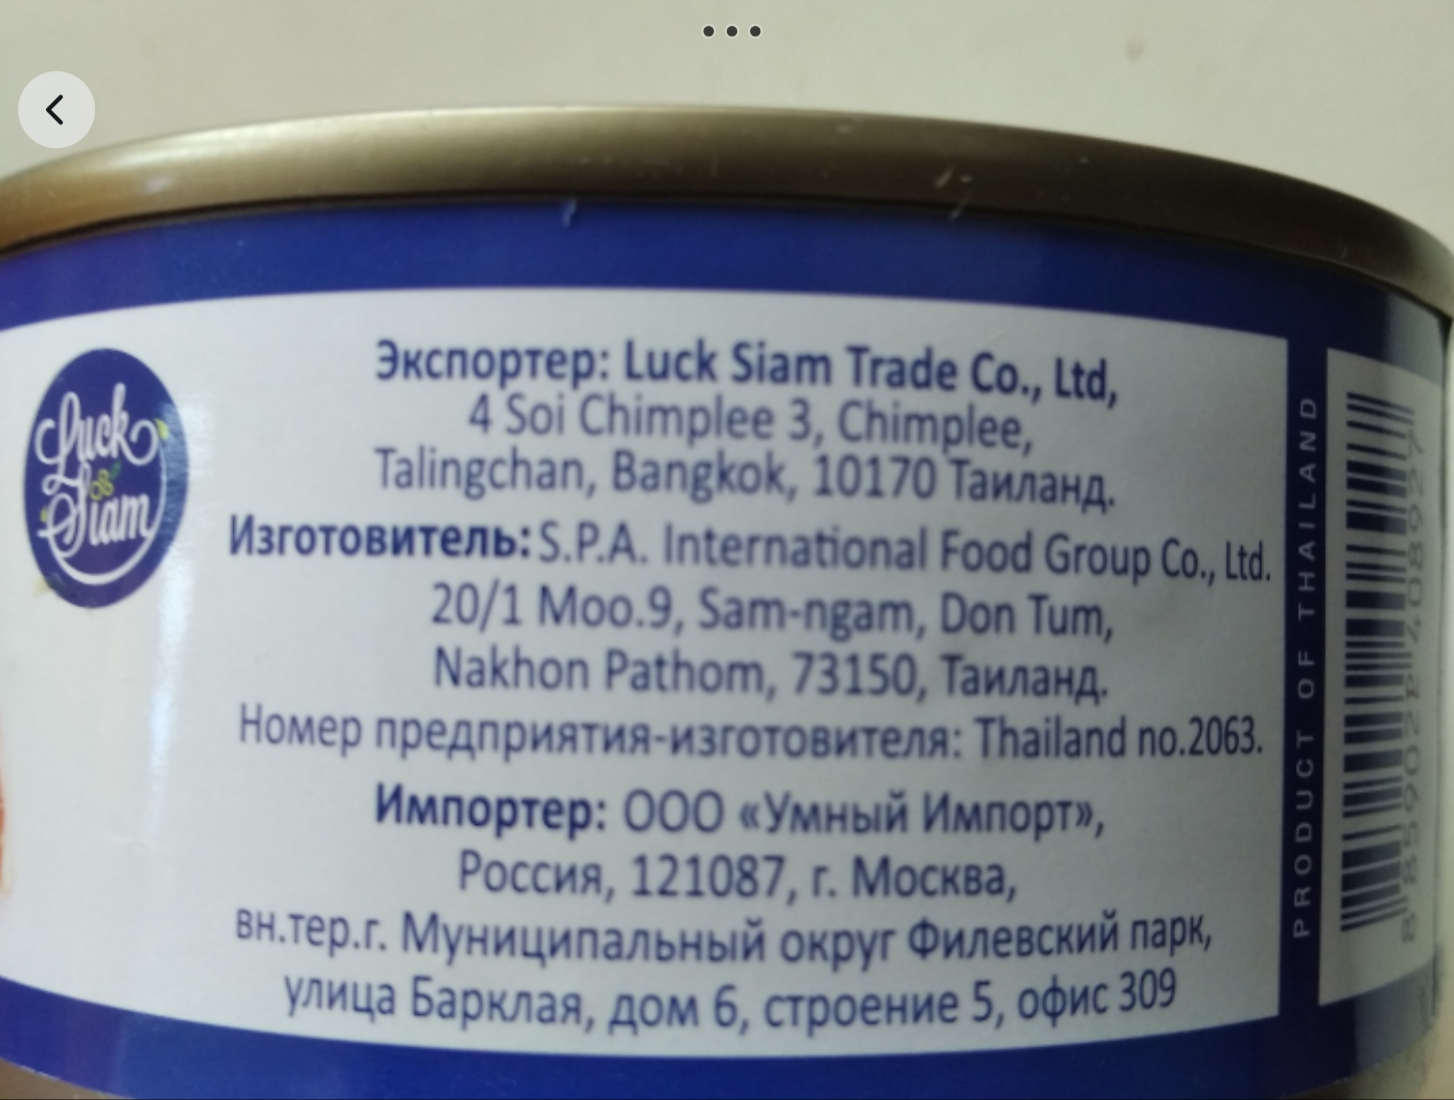 Luck
Siam
Экспортер: Luck Siam Trade Co., Ltd,
4 Soi Chimplee 3, Chimplee,
Talingchan, Bangkok, 10170 Таиланд.
Изготовитель: S.P.A. International Food Group Co., Ltd.
20/1 Moo.9, Sam-ngam, Don Tum,
Nakhon Pathom, 73150, Таиланд.
Номер предприятия-изготовителя: Thailand no.2063.
Импортер: ООО «Умный Импорт»,
Россия, 121087, г. Москва,
вн.тер.г. Муниципальный округ Филевский парк,
улица Барклая, дом 6, строение 5, офис 309
PRODUCT OF THAILAND